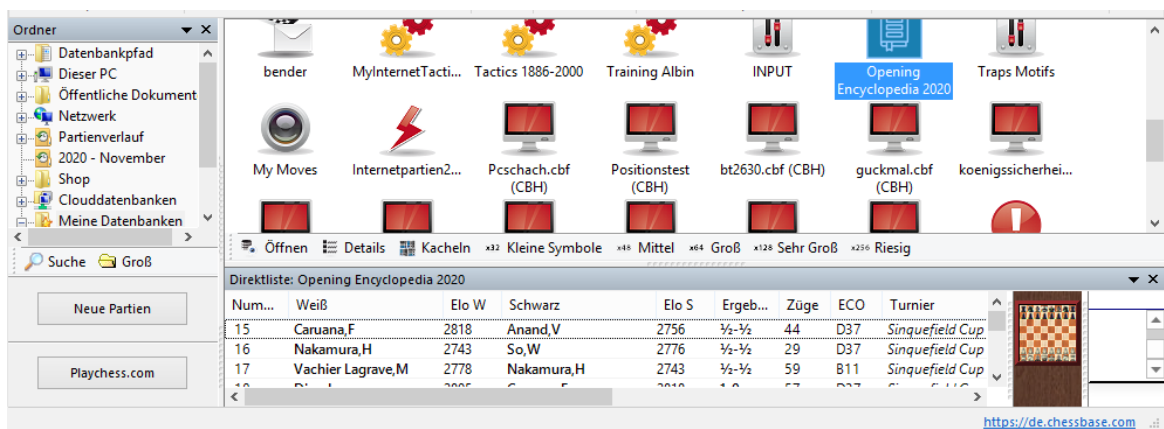 Ordner
Datenbankpfad
Dieser PC
Öffentliche Dokument
Netzwerk
Partienverlauf
2020 - November
Shop
Clouddatenbanken
Meine Datenbanken
Suche Groß
Neue Partien
Playchess.com
bender MyInternetTacti... Tactics 1886-2000 Training Albin INPUT Opening Encyclopedia 2020 Traps Motifs
My Moves Internetpartien2... Pcschach.cbf (CBH) Positionstest (CBH) bt2630.cbf (CBH) guckmal.cbf (CBH) koenigssicherhei...
Öffnen Details Kacheln x32 Kleine Symbole x48 Mittel x64 Groß x128 Sehr Groß x256 Riesig
Direktliste: Opening Encyclopedia 2020
Num... Weiß Elo W Schwarz Elo S Ergeb... Züge ECO Turnier
15 Caruana,F 2818 Anand,V 2756 ½-½ 44 D37 Sinquefield Cup
16 Nakamura,H 2743 So,W 2776 ½-½ 29 D37 Sinquefield Cup
17 Vachier Lagrave,M 2778 Nakamura,H 2743 ½-½ 59 B11 Sinquefield Cup
https://de.chessbase.com